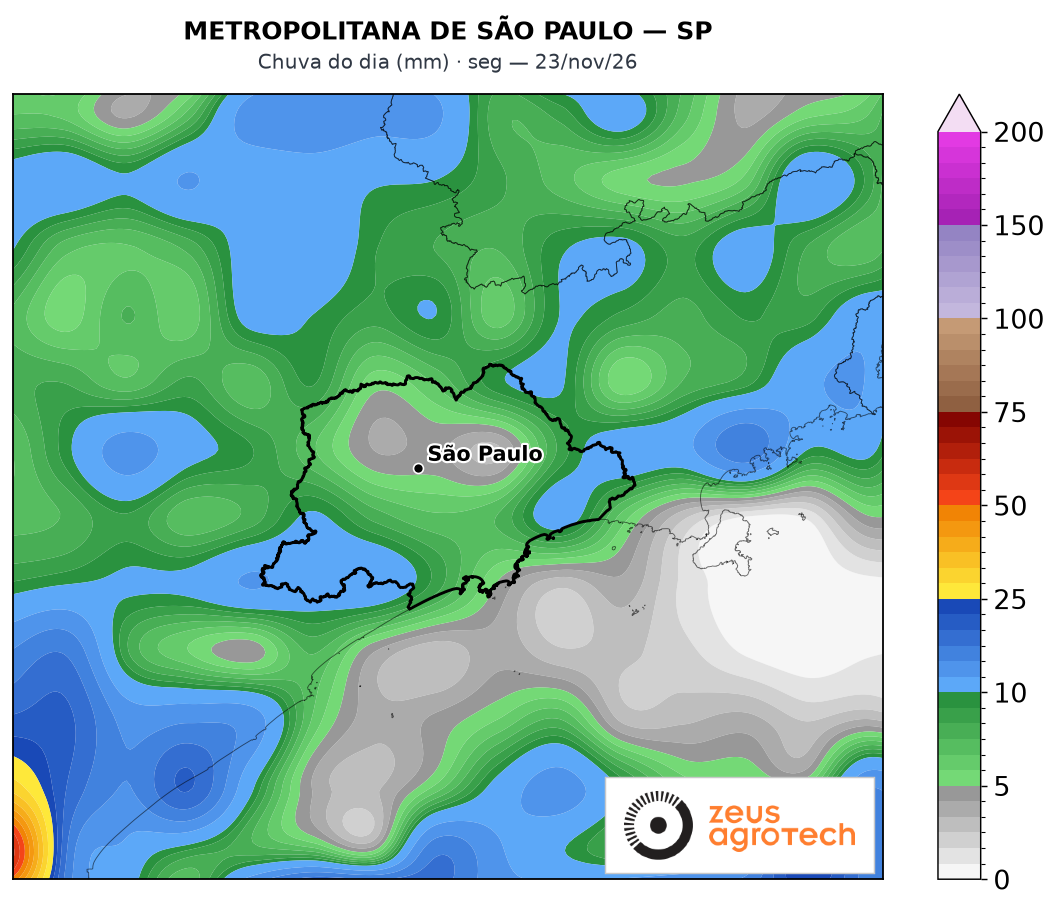 METROPOLITANA DE SÃO PAULO — SP
Chuva do dia (mm) · seg — 23/nov/26
200
150
100
75
50
25
10
5
0
São Paulo
zeus
agrotech